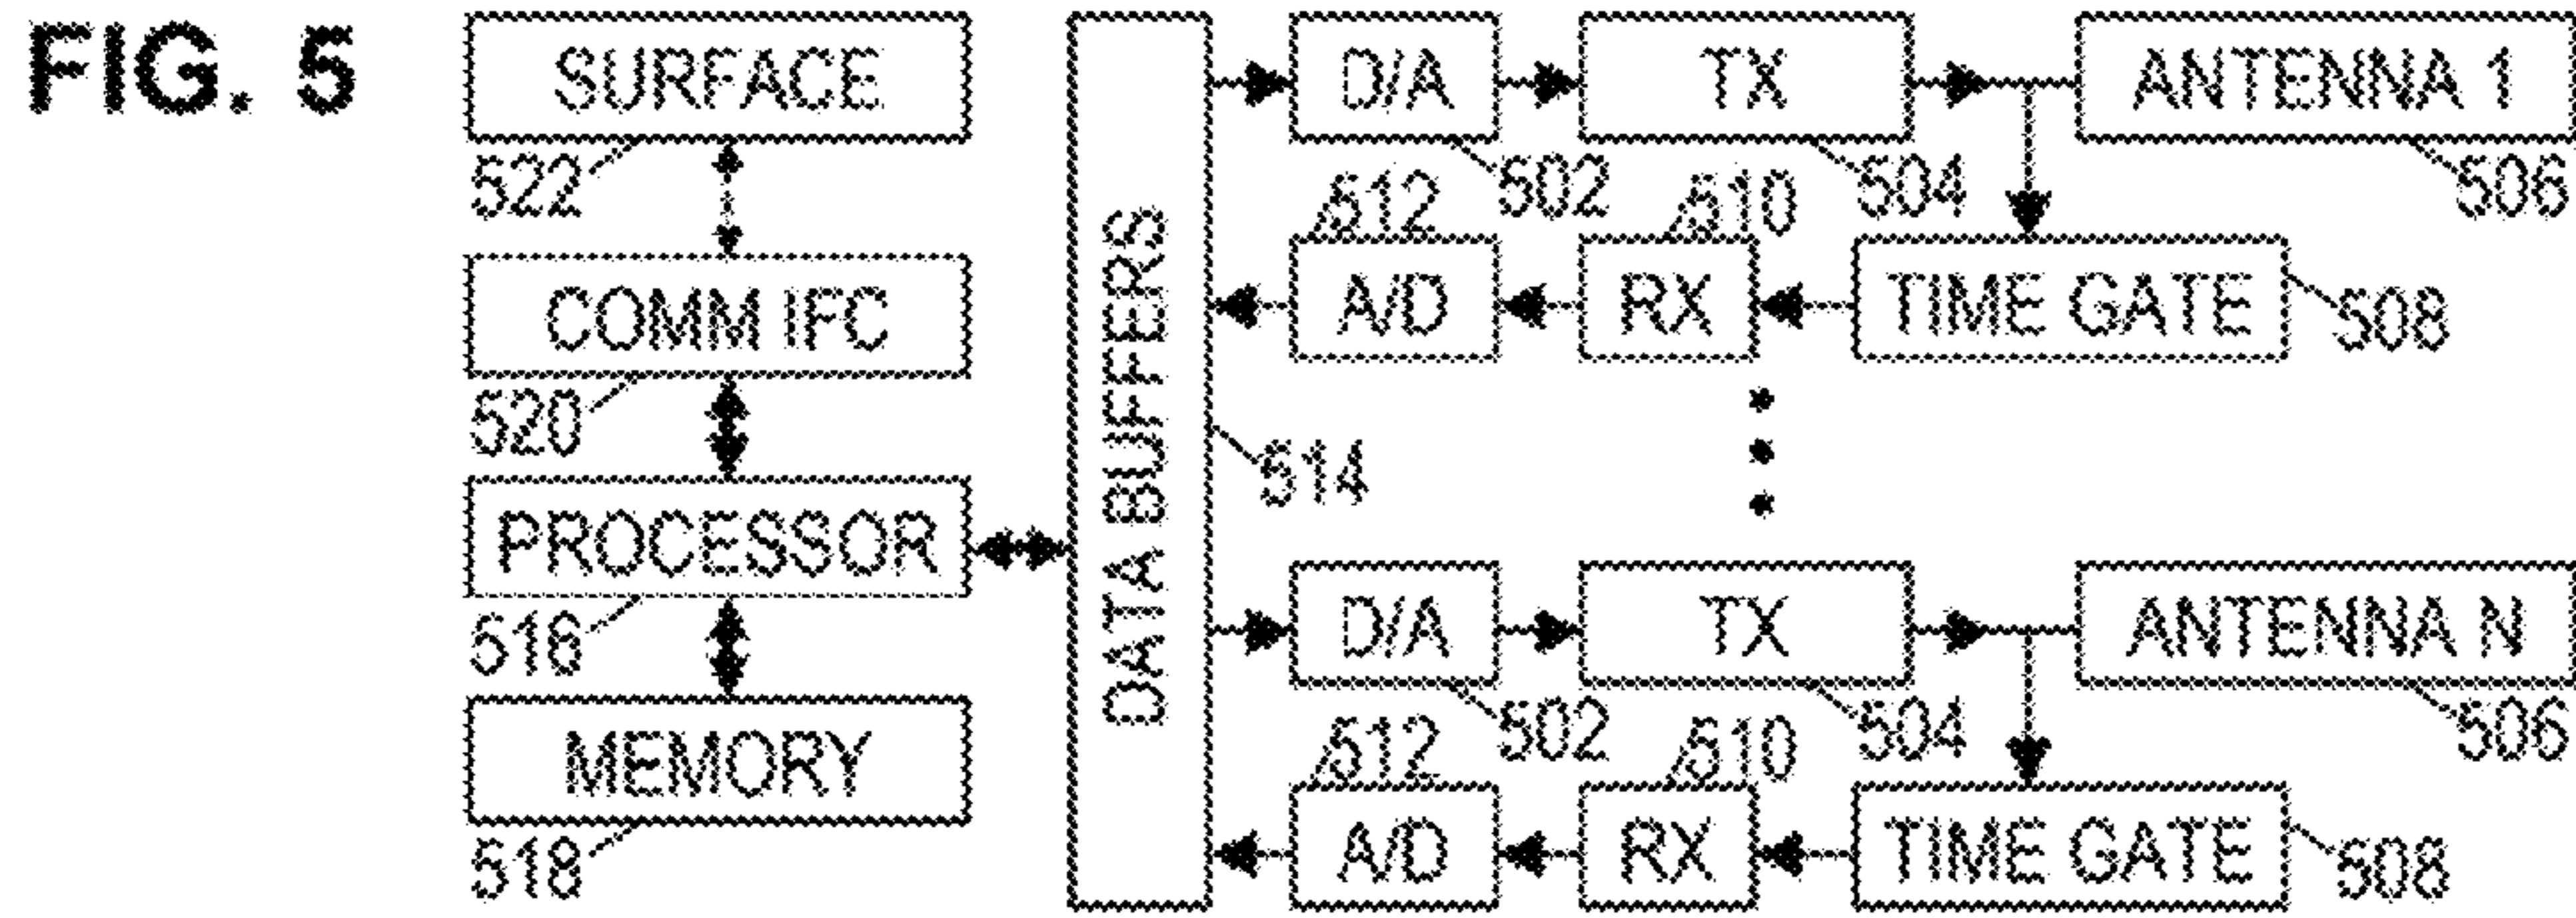 FIG. 5
SURFACE
522
COMM IFC
520
PROCESSOR
516
MEMORY
518
DATA BUFFERS
514
D/A
502
TX
504
ANTENNA 1
506
512
510
A/D
RX
TIME GATE
508
D/A
502
TX
504
ANTENNA N
506
512
510
A/D
RX
TIME GATE
508